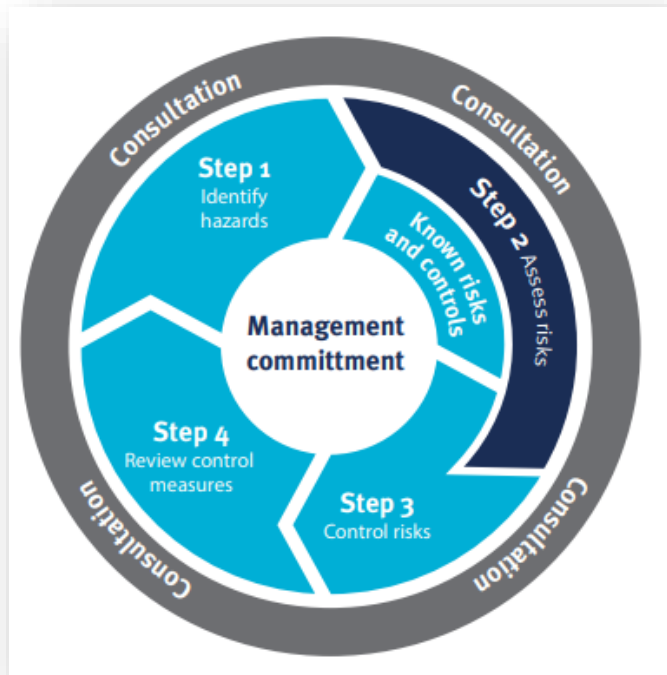 Consultation
Consultation
Step 1
Identify
hazards
Step 2 Assess risks
Known risks
and controls
Management
committment
Step 4
Review control
measures
Step 3
Control risks
Consultation
Consultation